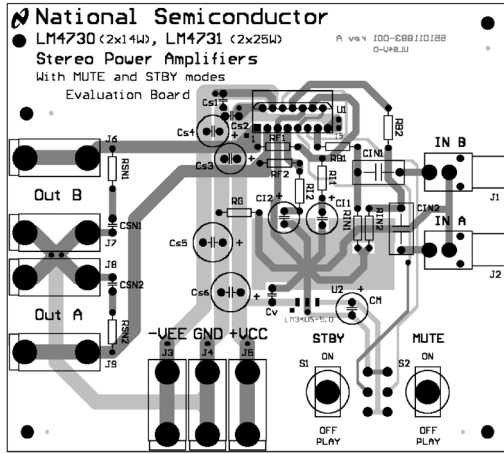 National Semiconductor
LM4730 (2x14W), LM4731 (2x25W)
Stereo Power Amplifiers
With MUTE and STBY modes
Evaluation Board
Cs1
Cs2
Cs4
Cs3
U1
J6
RSN1
RF1
RF2
RB1
RB2
CIN1
IN B
J1
Out B
CSN1
J7
RG
CI2
RI2
RI1
CI1
RIN1
RIN2
CIN2
IN A
J2
J8
CSN2
Cs5
Out A
RSN2
J9
Cs6
Cv
U2
CM
LM340S-5.0
-VEE GND +VCC
J3
J4
J5
STBY
MUTE
ON
ON
S1
S2
OFF
PLAY
OFF
PLAY